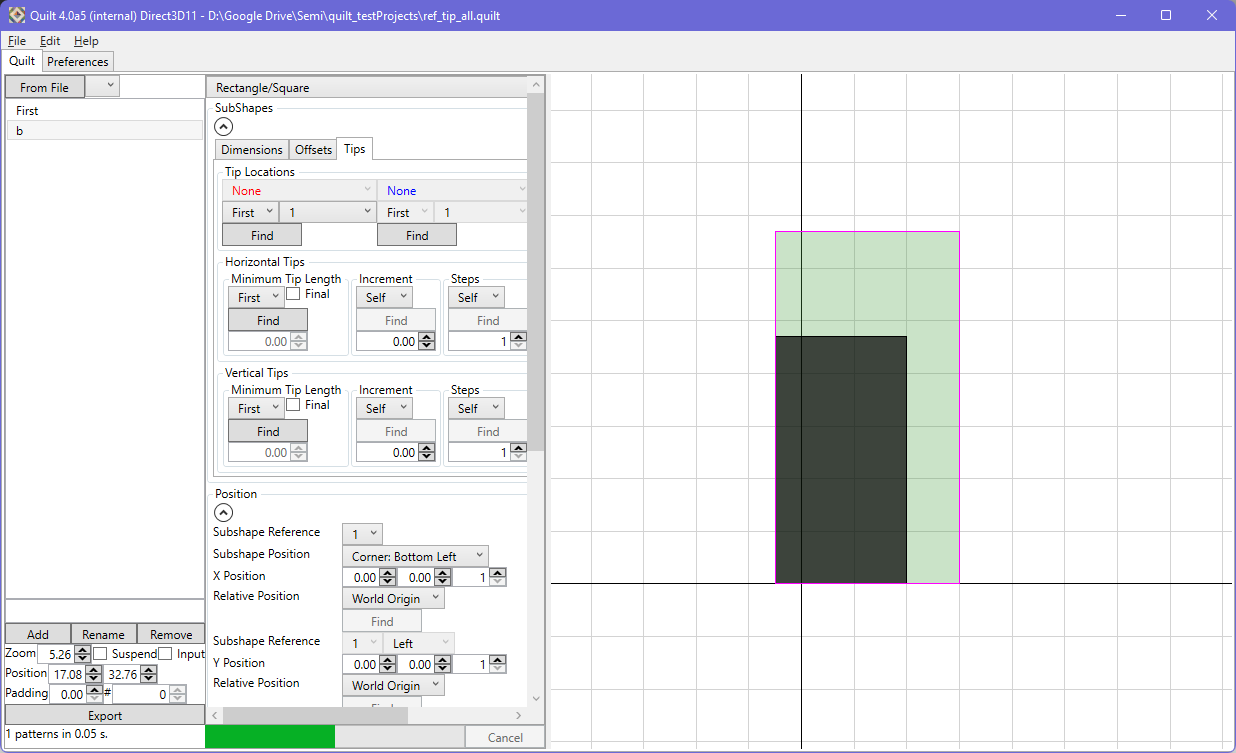 Quilt 4.0a5 (internal) Direct3D11 - D:\Google Drive\Semi\quilt_testProjects\ref_tip_all.quilt
File Edit Help
Quilt Preferences
From File
First
b
Rectangle/Square
SubShapes
Dimensions Offsets Tips
Tip Locations
None None
First 1 First 1
Find Find
Horizontal Tips
Minimum Tip Length Increment Steps
First Final Self Self
Find Find Find
0.00 0.00 1
Vertical Tips
Minimum Tip Length Increment Steps
First Final Self Self
Find Find Find
0.00 0.00 1
Position
Subshape Reference 1
Subshape Position Corner: Bottom Left
X Position 0.00 0.00 1
Relative Position World Origin
Find
Subshape Reference 1 Left
Y Position 0.00 0.00 1
Relative Position World Origin
Add Rename Remove
Zoom 5.26 Suspend Input
Position 17.08 32.76
Padding 0.00 # 0
Export
1 patterns in 0.05 s.
Cancel